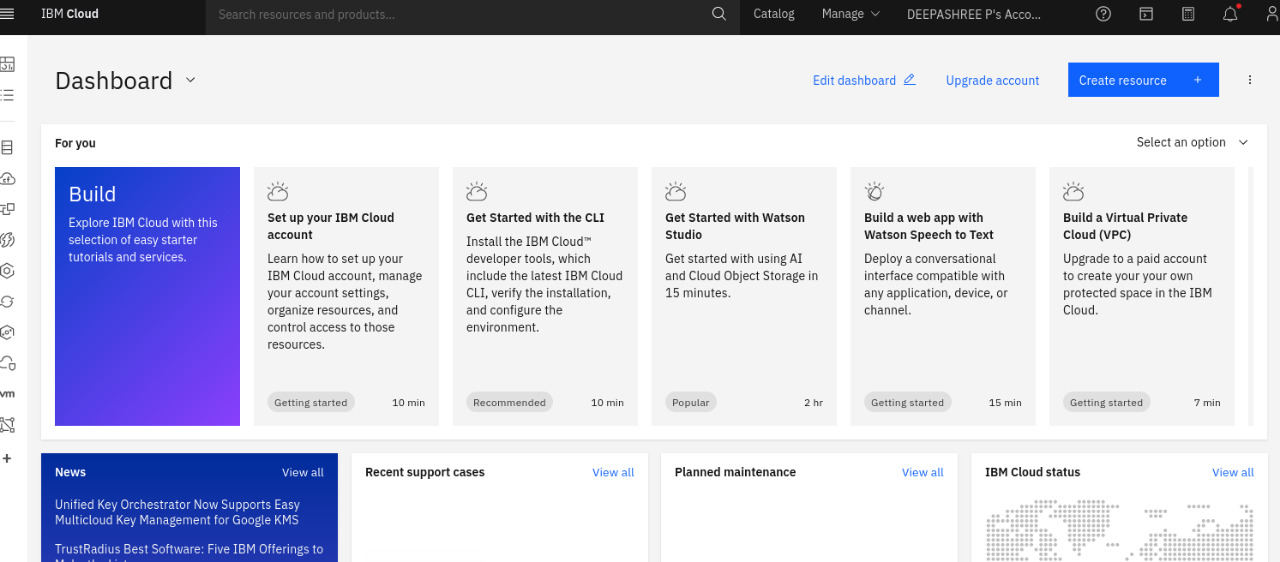 IBM Cloud
Search resources and products...
Catalog
Manage
DEEPASHREE P's Acco...
Dashboard
Edit dashboard
Upgrade account
Create resource +
For you
Select an option
Build
Explore IBM Cloud with this
selection of easy starter
tutorials and services.
Set up your IBM Cloud
account
Learn how to set up your
IBM Cloud account, manage
your account settings,
organize resources, and
control access to those
resources.
Getting started
10 min
Get Started with the CLI
Install the IBM Cloud™
developer tools, which
include the latest IBM Cloud
CLI, verify the installation,
and configure the
environment.
Recommended
10 min
Get Started with Watson
Studio
Get started with using AI
and Cloud Object Storage in
15 minutes.
Popular
2 hr
Build a web app with
Watson Speech to Text
Deploy a conversational
interface compatible with
any application, device, or
channel.
Getting started
15 min
Build a Virtual Private
Cloud (VPC)
Upgrade to a paid account
to create your your own
protected space in the IBM
Cloud.
Getting started
7 min
vm
News
View all
Unified Key Orchestrator Now Supports Easy
Multicloud Key Management for Google KMS
TrustRadius Best Software: Five IBM Offerings to
Recent support cases
View all
Planned maintenance
View all
IBM Cloud status
View all